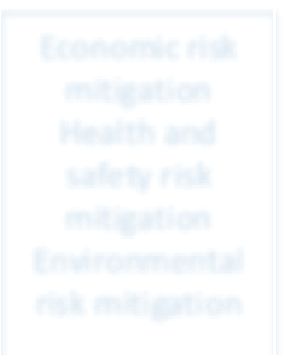 Economic risk
mitigation
Health and
safety risk
mitigation
Environmental
risk mitigation